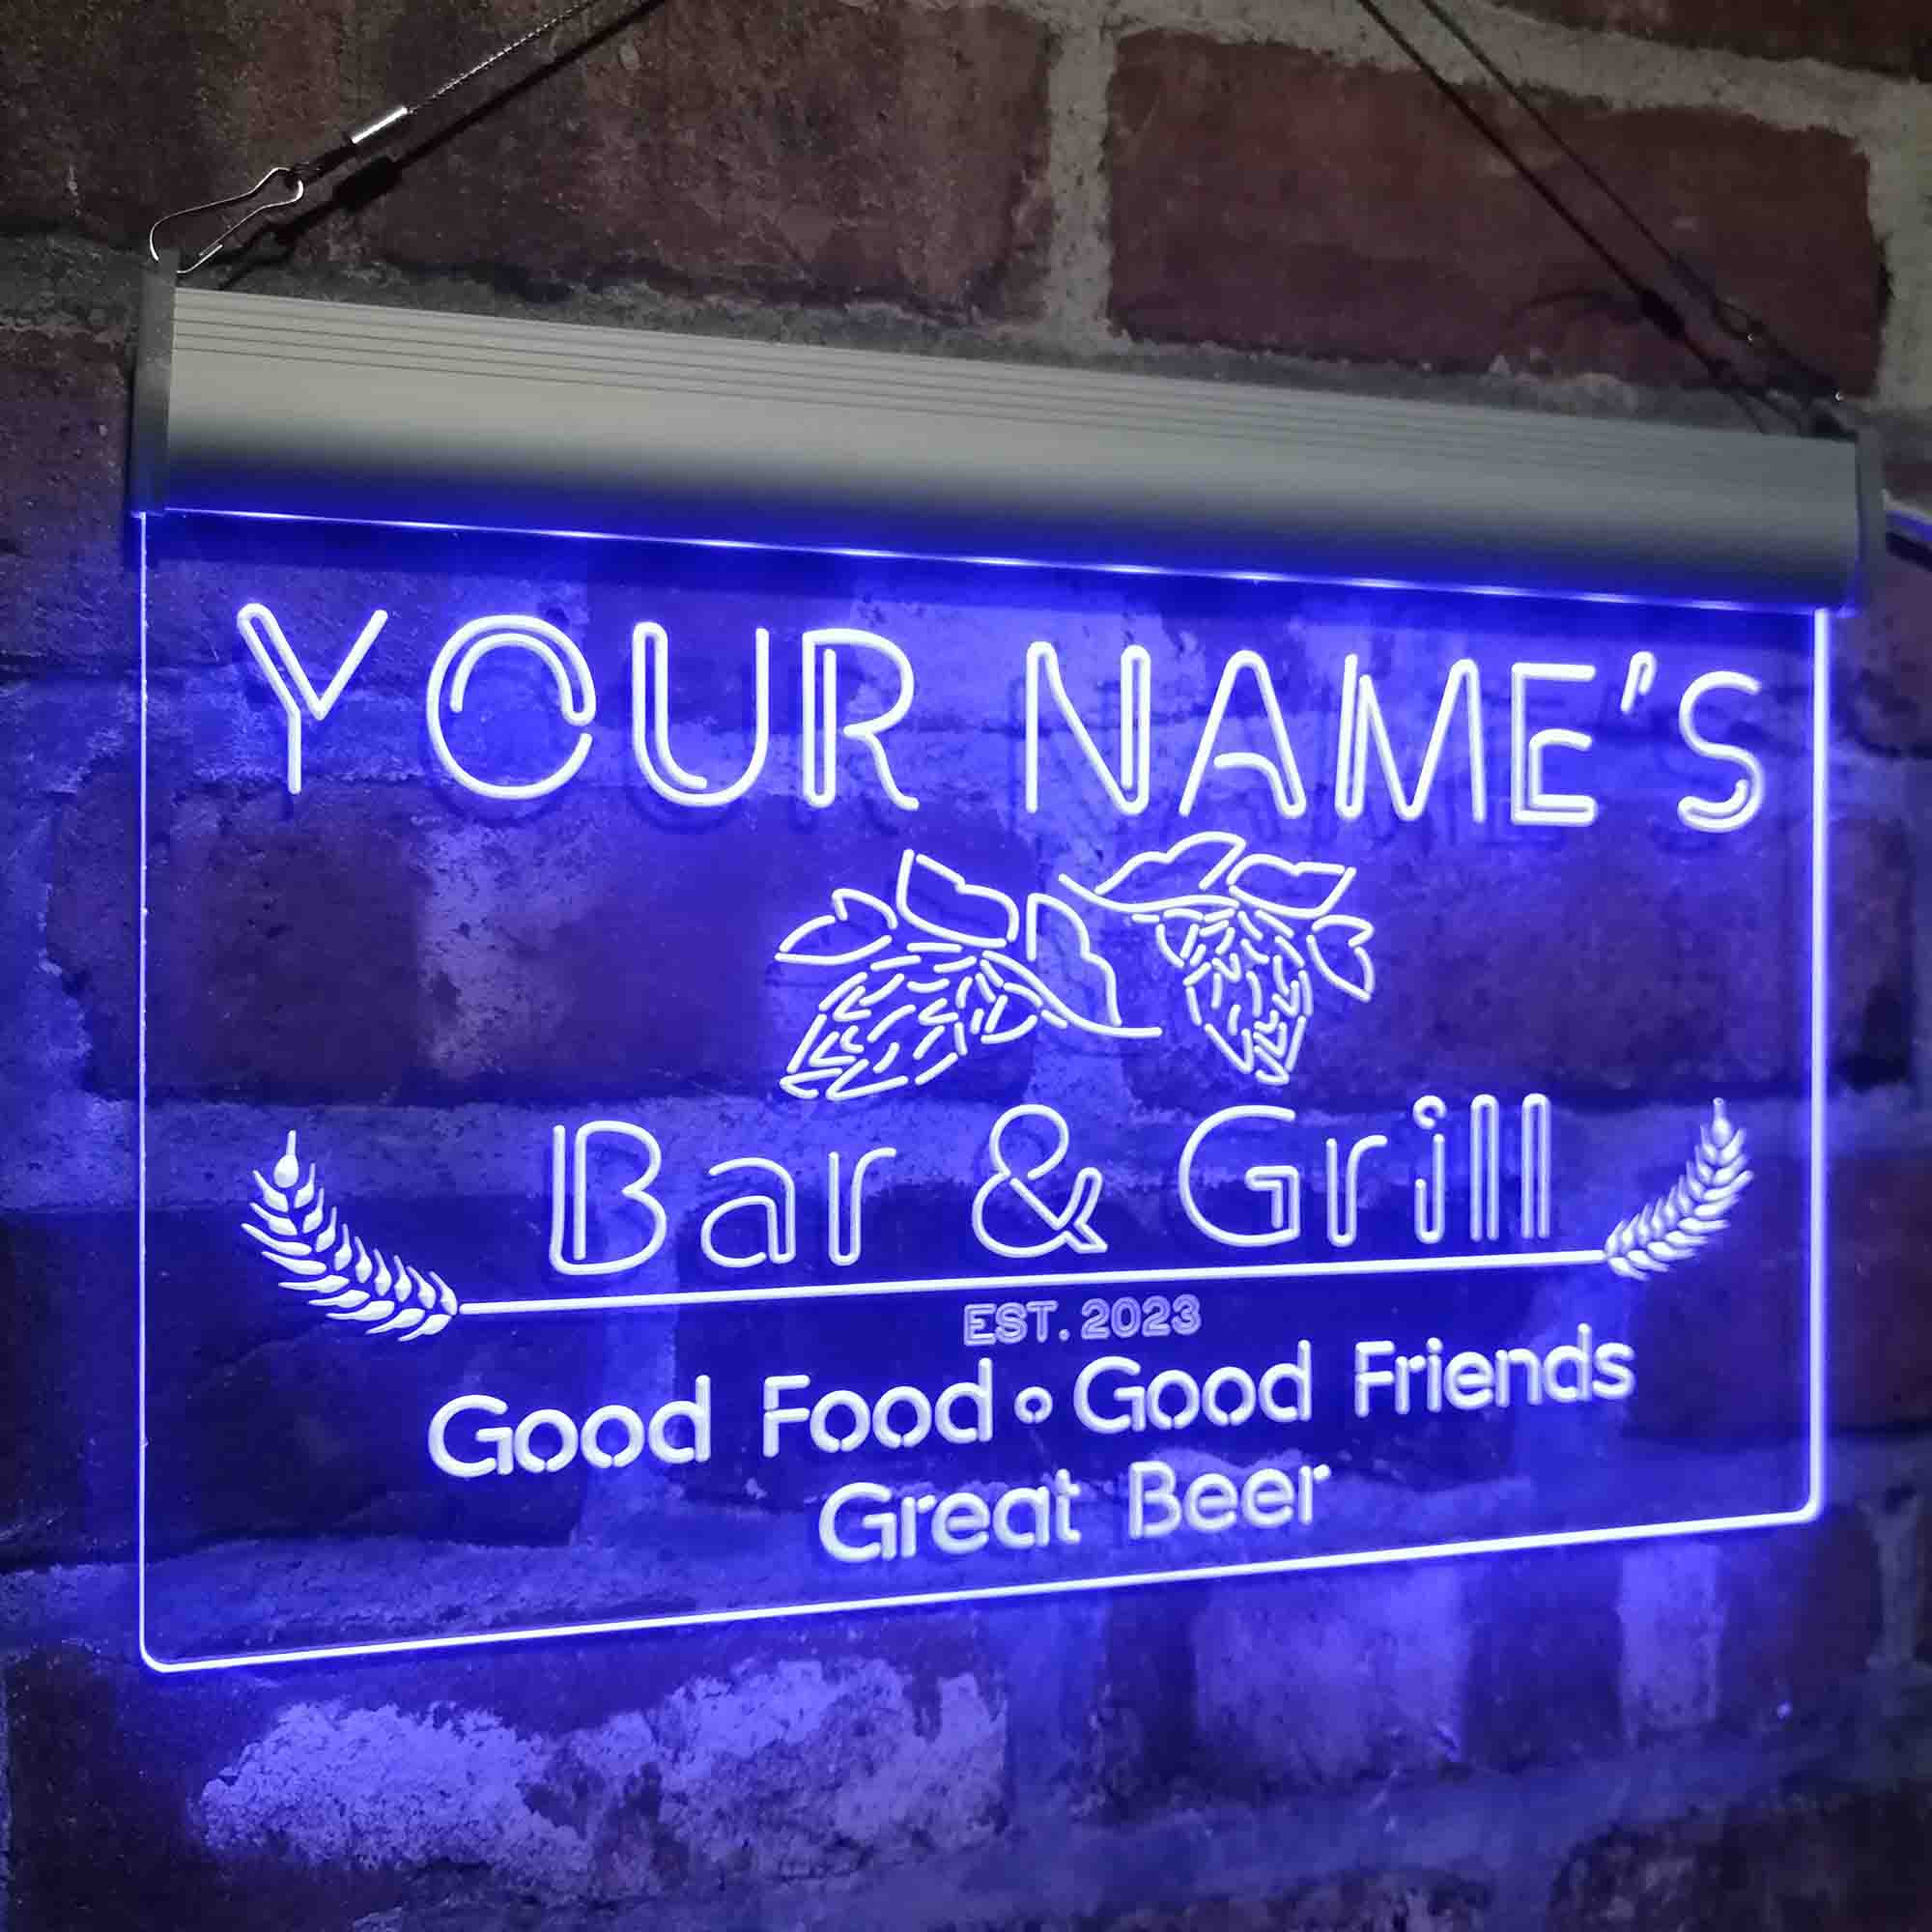 YOUR NAME'S
Bar & Grill
EST. 2023
Good Food • Good Friends
Great Beer